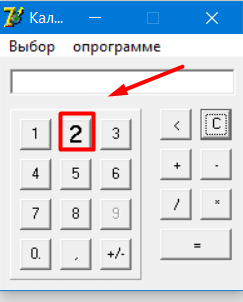 Кал...
Выбор опрограмме
1 2 3 < C
4 5 6 + -
7 8 9 / *
0. , +/- =